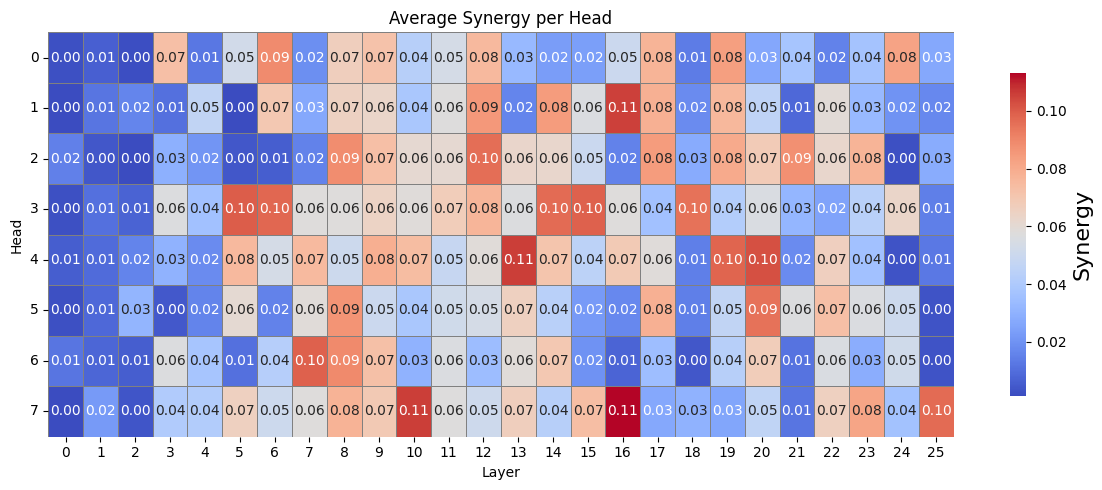 Average Synergy per Head
0 0.00 0.01 0.00 0.07 0.01 0.05 0.09 0.02 0.07 0.07 0.04 0.05 0.08 0.03 0.02 0.02 0.05 0.08 0.01 0.08 0.03 0.04 0.02 0.04 0.08 0.03
1 0.00 0.01 0.02 0.01 0.05 0.00 0.07 0.03 0.07 0.06 0.04 0.06 0.09 0.02 0.08 0.06 0.11 0.08 0.02 0.08 0.05 0.01 0.06 0.03 0.02 0.02
2 0.02 0.00 0.00 0.03 0.02 0.00 0.01 0.02 0.09 0.07 0.06 0.06 0.10 0.06 0.06 0.05 0.02 0.08 0.03 0.08 0.07 0.09 0.06 0.08 0.00 0.03
3 0.00 0.01 0.01 0.06 0.04 0.10 0.10 0.06 0.06 0.06 0.06 0.07 0.08 0.06 0.10 0.10 0.06 0.04 0.10 0.04 0.06 0.03 0.02 0.04 0.06 0.01
4 0.01 0.01 0.02 0.03 0.02 0.08 0.05 0.07 0.05 0.08 0.07 0.05 0.06 0.11 0.07 0.04 0.07 0.06 0.01 0.10 0.10 0.02 0.07 0.04 0.00 0.01
5 0.00 0.01 0.03 0.00 0.02 0.06 0.02 0.06 0.09 0.05 0.04 0.05 0.05 0.07 0.04 0.02 0.02 0.08 0.01 0.05 0.09 0.06 0.07 0.06 0.05 0.00
6 0.01 0.01 0.01 0.06 0.04 0.01 0.04 0.10 0.09 0.07 0.03 0.06 0.03 0.06 0.07 0.02 0.01 0.03 0.00 0.04 0.07 0.01 0.06 0.03 0.05 0.00
7 0.00 0.02 0.00 0.04 0.04 0.07 0.05 0.06 0.08 0.07 0.11 0.06 0.05 0.07 0.04 0.07 0.11 0.03 0.03 0.03 0.05 0.01 0.07 0.08 0.04 0.10
0 1 2 3 4 5 6 7 8 9 10 11 12 13 14 15 16 17 18 19 20 21 22 23 24 25
Layer
Head
0.10
0.08
0.06
0.04
0.02
Synergy